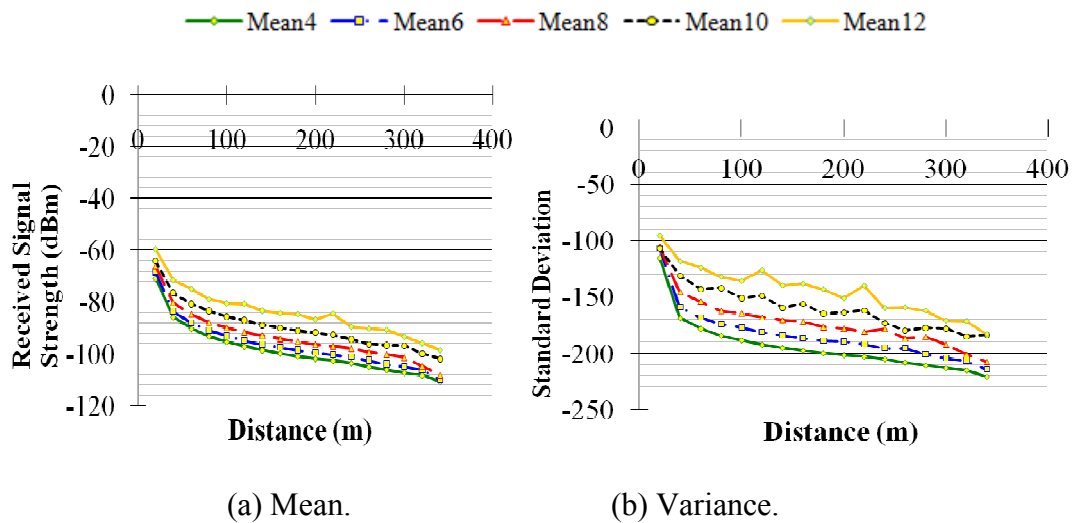 Mean4 Mean6 Mean8 Mean10 Mean12
0
-20
-40
-60
-80
-100
-120
0 100 200 300 400
Received Signal
Strength (dBm)
Distance (m)
(a) Mean.
0
-50
-100
-150
-200
-250
0 100 200 300 400
Standard Deviation
Distance (m)
(b) Variance.